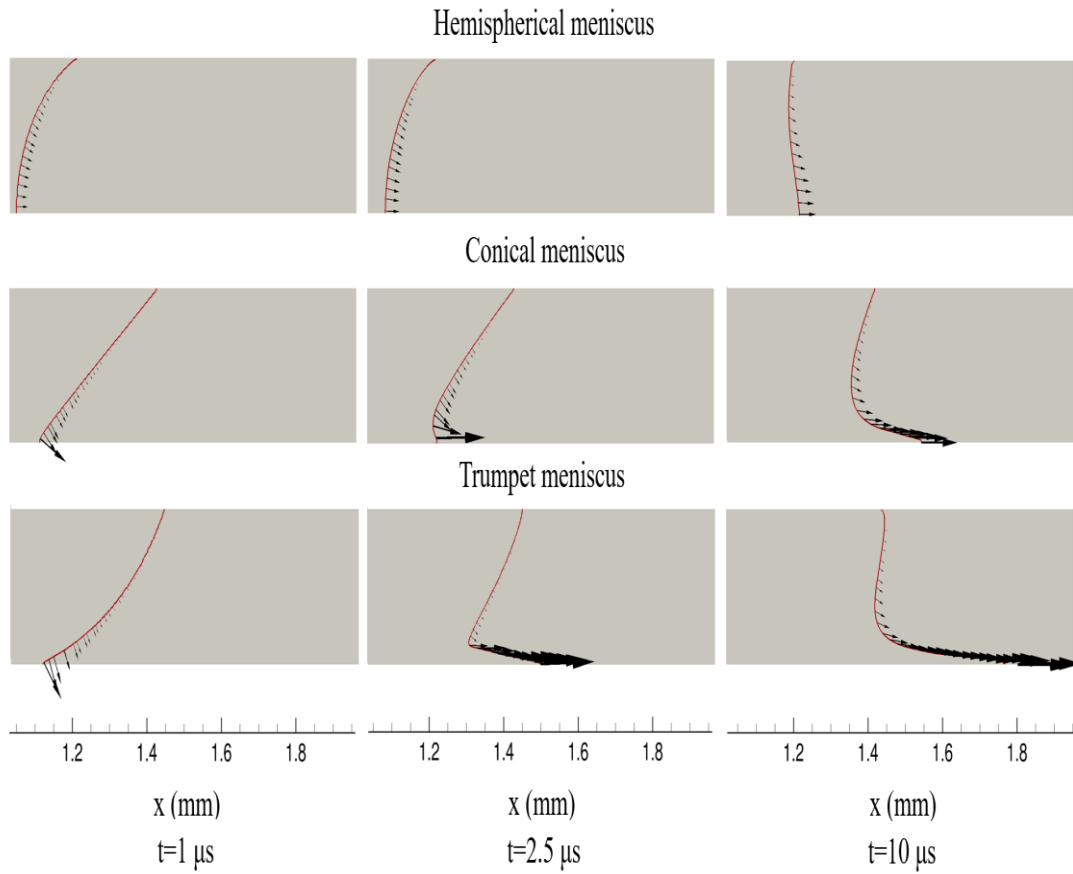 Hemispherical meniscus
Conical meniscus
Trumpet meniscus
1.2 1.4 1.6 1.8 1.2 1.4 1.6 1.8 1.2 1.4 1.6 1.8
x (mm) x (mm) x (mm)
t=1 μs t=2.5 μs t=10 μs